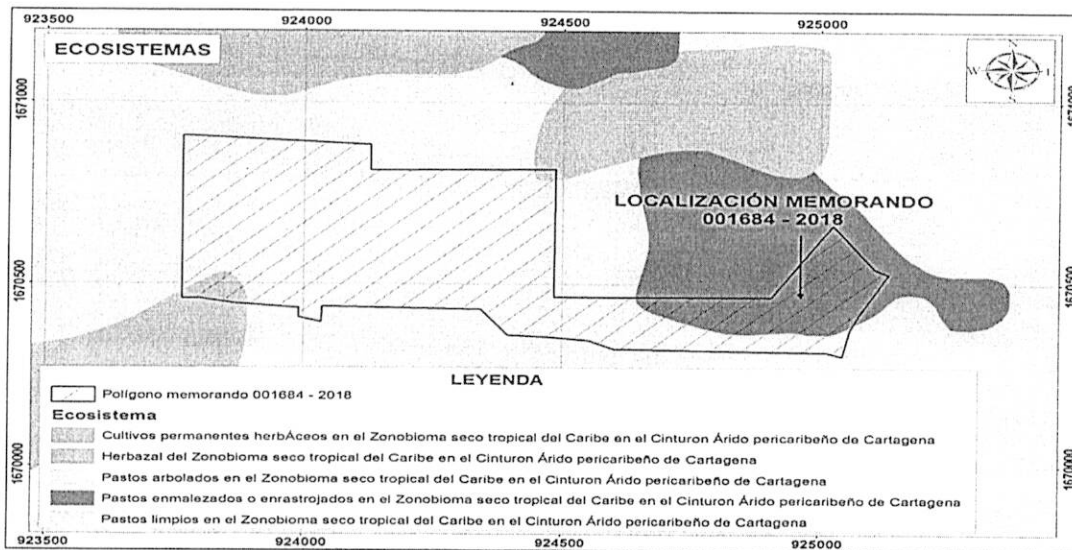 923500 924000 924500 925000
ECOSISTEMAS
N
W E
S
1671000 1671000
LOCALIZACIÓN MEMORANDO
001684 - 2018
1670500 1670500
LEYENDA
Polígono memorando 001684 - 2018
Ecosistema
Cultivos permanentes herbÁceos en el Zonobioma seco tropical del Caribe en el Cinturon Árido pericaribeño de Cartagena
Herbazal del Zonobioma seco tropical del Caribe en el Cinturon Árido pericaribeño de Cartagena
Pastos arbolados en el Zonobioma seco tropical del Caribe en el Cinturon Árido pericaribeño de Cartagena
Pastos enmalezados o enrastrojados en el Zonobioma seco tropical del Caribe en el Cinturon Árido pericaribeño de Cartagena
Pastos limpios en el Zonobioma seco tropical del Caribe en el Cinturon Árido pericaribeño de Cartagena
1670000 1670000
923500 924000 924500 925000